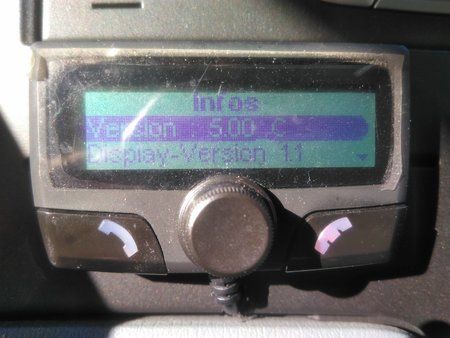 Infos
Version 5.00 C
Display-Version 1.1